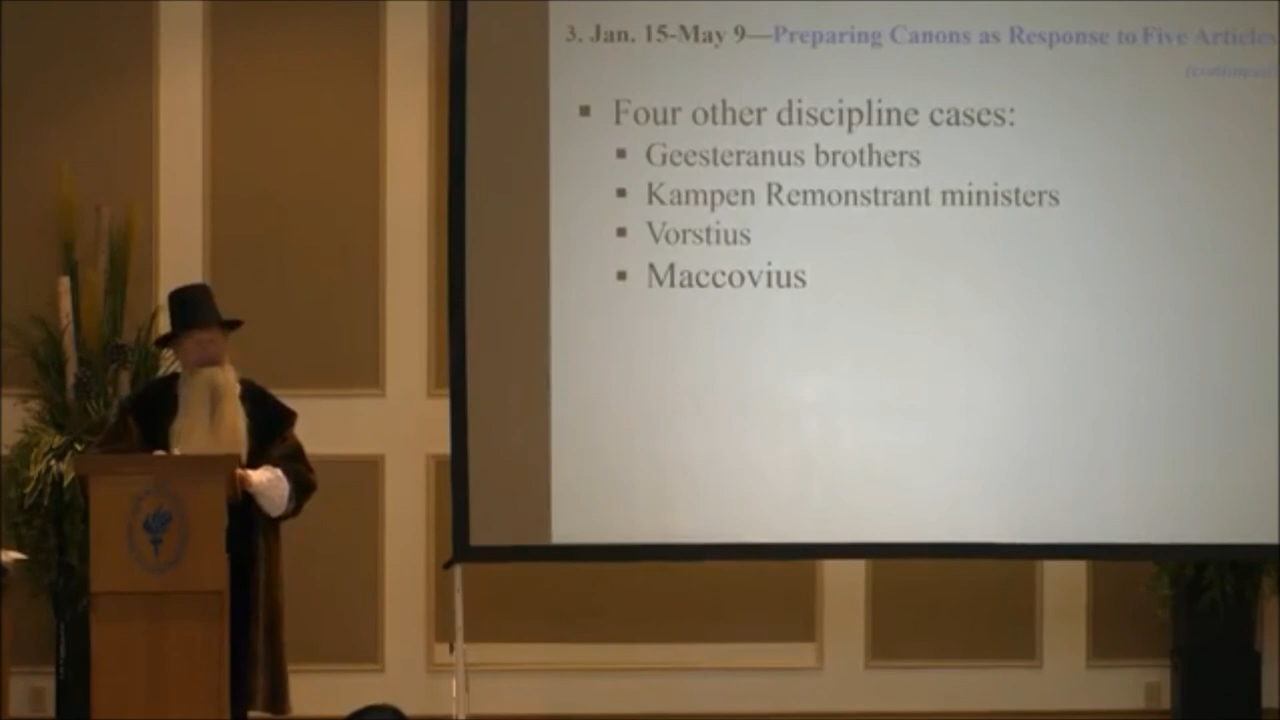 3. Jan. 15-May 9—Preparing Canons as Response to Five Articles
▪ Four other discipline cases:
▪ Geesteranus brothers
▪ Kampen Remonstrant ministers
▪ Vorstius
▪ Maccovius